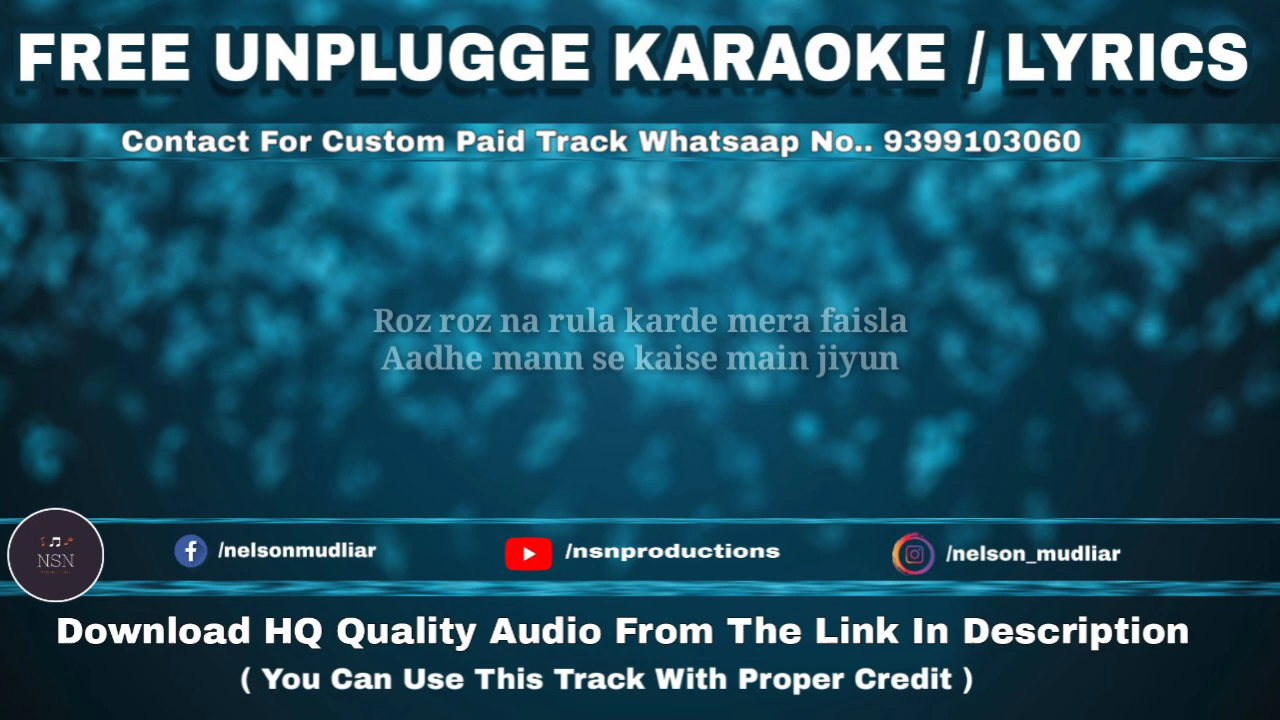 FREE UNPLUGGE KARAOKE / LYRICS
Contact For Custom Paid Track Whatsaap No.. 9399103060
Roz roz na rula karde mera faisla
Aadhe mann se kaise main jiyun
NSN
/nelsonmudliar
/nsnproductions
/nelson_mudliar
Download HQ Quality Audio From The Link In Description
( You Can Use This Track With Proper Credit )